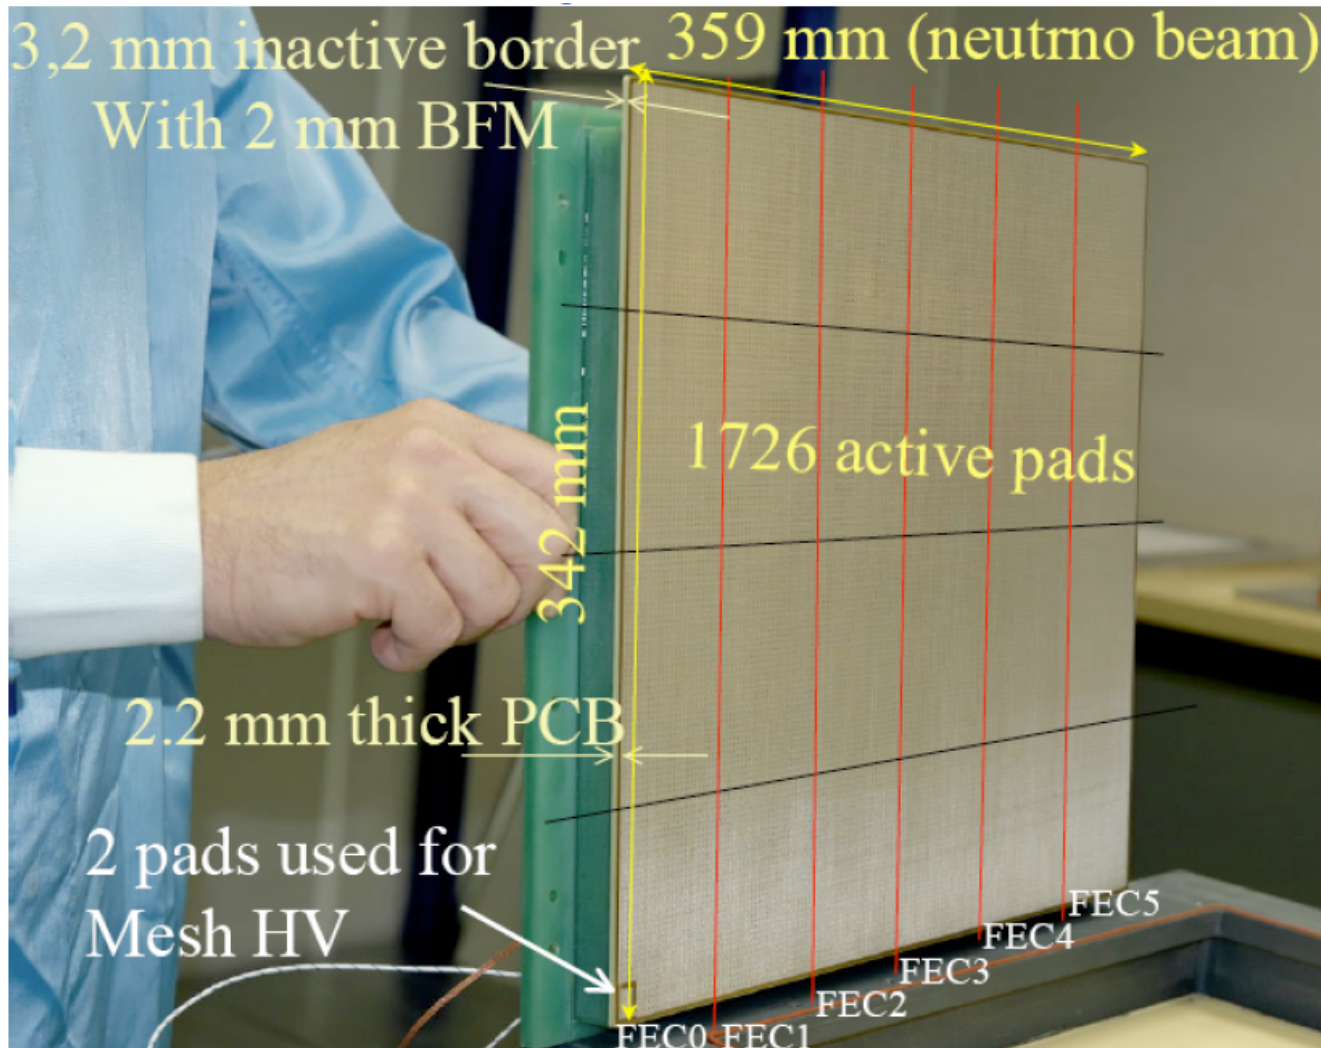 3,2 mm inactive border
With 2 mm BFM
359 mm (neutrno beam)
1726 active pads
342 mm
2.2 mm thick PCB
2 pads used for
Mesh HV
FEC0
FEC1
FEC2
FEC3
FEC4
FEC5